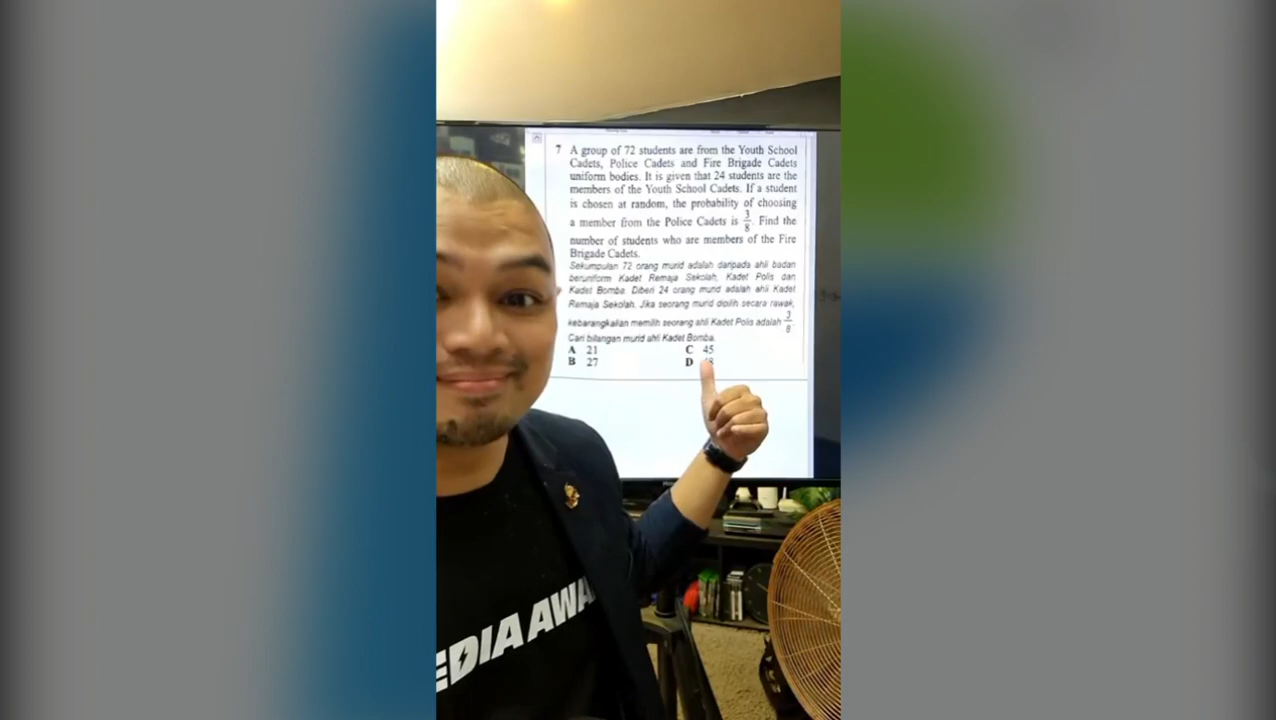 7 A group of 72 students are from the Youth School
Cadets, Police Cadets and Fire Brigade Cadets
uniform bodies. It is given that 24 students are the
members of the Youth School Cadets. If a student
is chosen at random, the probability of choosing
a member from the Police Cadets is 3/8. Find the
number of students who are members of the Fire
Brigade Cadets.
Sekumpulan 72 orang murid adalah daripada ahli badan
beruniform Kadet Remaja Sekolah, Kadet Polis dan
Kadet Bomba. Diberi 24 orang murid adalah ahli Kadet
Remaja Sekolah. Jika seorang murid dipilih secara rawak,
kebarangkalian memilih seorang ahli Kadet Polis adalah 3/8.
Cari bilangan murid ahli Kadet Bomba.
A 21 C 45
B 27 D
EDIA AWA